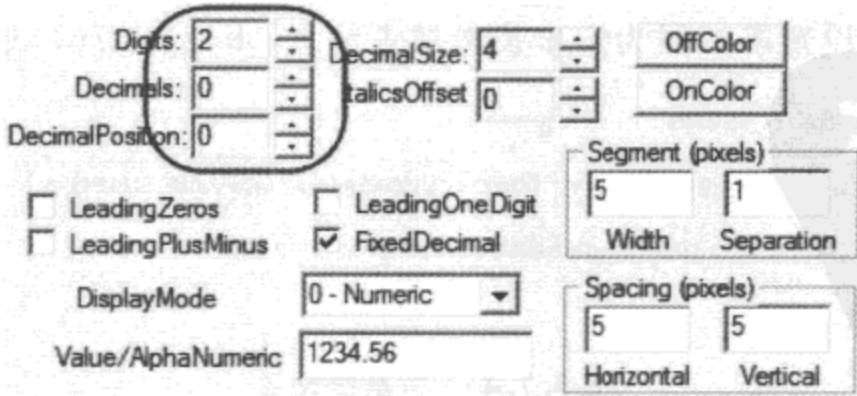 Digits: 2
Decimals: 0
DecimalPosition: 0
DecimalSize: 4
ItalicsOffset 0
OffColor
OnColor
LeadingZeros
LeadingOneDigit
LeadingPlusMinus
FixedDecimal
DisplayMode 0 - Numeric
Value/AlphaNumeric 1234.56
Segment (pixels)
5 1
Width Separation
Spacing (pixels)
5 5
Horizontal Vertical